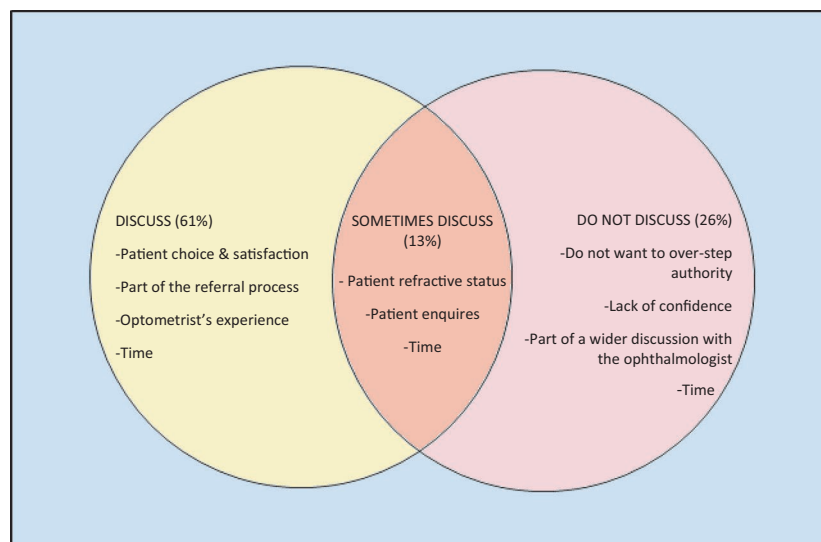 DISCUSS (61%)
-Patient choice & satisfaction
-Part of the referral process
-Optometrist's experience
-Time
SOMETIMES DISCUSS
(13%)
- Patient refractive status
-Patient enquires
-Time
DO NOT DISCUSS (26%)
-Do not want to over-step
authority
-Lack of confidence
-Part of a wider discussion with
the ophthalmologist
-Time